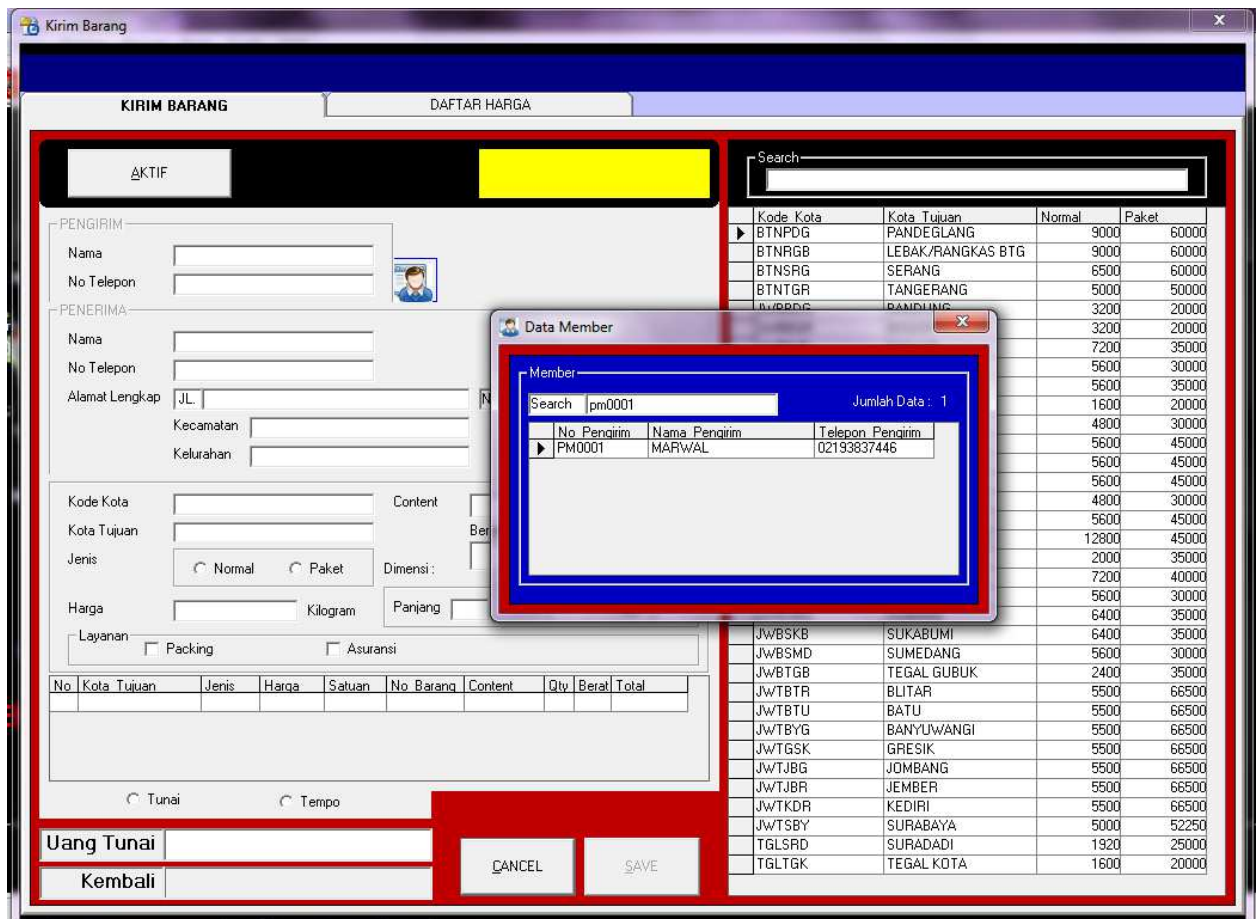 Kirim Barang
x
KIRIM BARANG
DAFTAR HARGA
AKTIF
PENGIRIM
Nama
No Telepon
PENERIMA
Nama
No Telepon
Alamat Lengkap JL. N
Kecamatan
Kelurahan
Kode Kota
Content
Kota Tujuan
Ber
Jenis
Normal Paket
Dimensi :
Harga
Kilogram
Panjang
Layanan
Packing Asuransi
No Kota Tujuan Jenis Harga Satuan No Barang Content Qty Berat Total
Tunai Tempo
Uang Tunai
Kembali
CANCEL
SAVE
Data Member
x
Member
Search pm0001
Jumlah Data : 1
No Pengirim Nama Pengirim Telepon Pengirim
PM0001 MARWAL 02193837446
Search
Kode Kota Kota Tujuan Normal Paket
BTNPDG PANDEGLANG 9000 60000
BTNRGB LEBAK/RANGKAS BTG 9000 60000
BTNSRG SERANG 6500 60000
BTNTGR TANGERANG 5000 50000
BANDUNG 3200 20000
3200 20000
7200 35000
5600 30000
5600 35000
1600 20000
4800 30000
5600 45000
5600 45000
5600 45000
4800 30000
5600 45000
12800 45000
2000 35000
7200 40000
5600 30000
6400 35000
JWBSKB SUKABUMI 6400 35000
JWBSMD SUMEDANG 5600 30000
JWBTGB TEGAL GUBUK 2400 35000
JWTBTR BLITAR 5500 66500
JWTBTU BATU 5500 66500
JWTBYG BANYUWANGI 5500 66500
JWTGSK GRESIK 5500 66500
JWTJBG JOMBANG 5500 66500
JWTJBR JEMBER 5500 66500
JWTKDR KEDIRI 5500 66500
JWTSBY SURABAYA 5000 52250
TGLSRD SURADADI 1920 25000
TGLTGK TEGAL KOTA 1600 20000